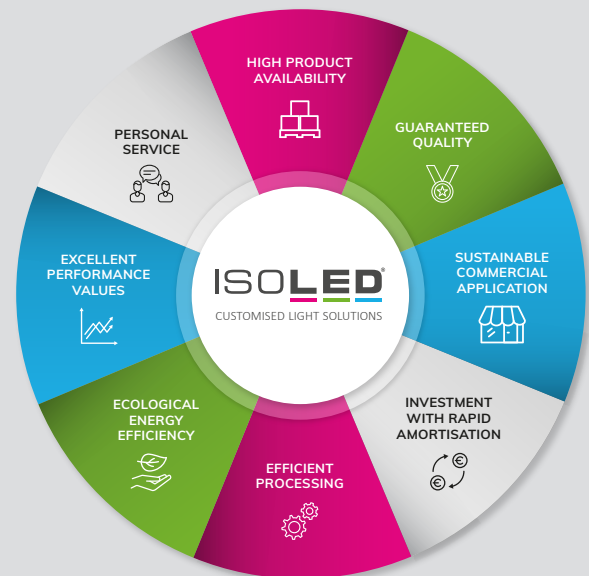 HIGH PRODUCT
AVAILABILITY
GUARANTEED
QUALITY
SUSTAINABLE
COMMERCIAL
APPLICATION
INVESTMENT
WITH RAPID
AMORTISATION
€
€
EFFICIENT
PROCESSING
ECOLOGICAL
ENERGY
EFFICIENCY
EXCELLENT
PERFORMANCE
VALUES
PERSONAL
SERVICE
ISOLED®
CUSTOMISED LIGHT SOLUTIONS